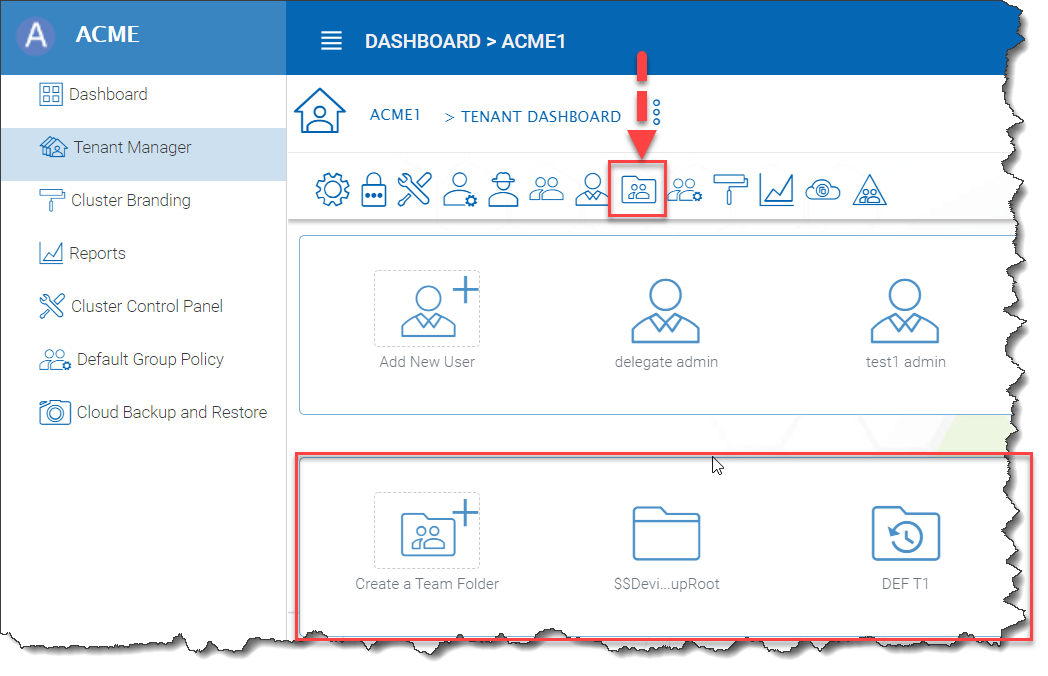 A ACME
DASHBOARD > ACME1
Dashboard
Tenant Manager
Cluster Branding
Reports
Cluster Control Panel
Default Group Policy
Cloud Backup and Restore
ACME1 > TENANT DASHBOARD
Add New User
delegate admin
test1 admin
Create a Team Folder
$$Devi...upRoot
DEF T1